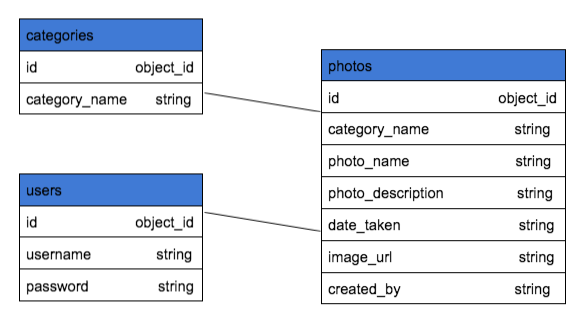 categories
id object_id
category_name string
users
id object_id
username string
password string
photos
id object_id
category_name string
photo_name string
photo_description string
date_taken string
image_url string
created_by string